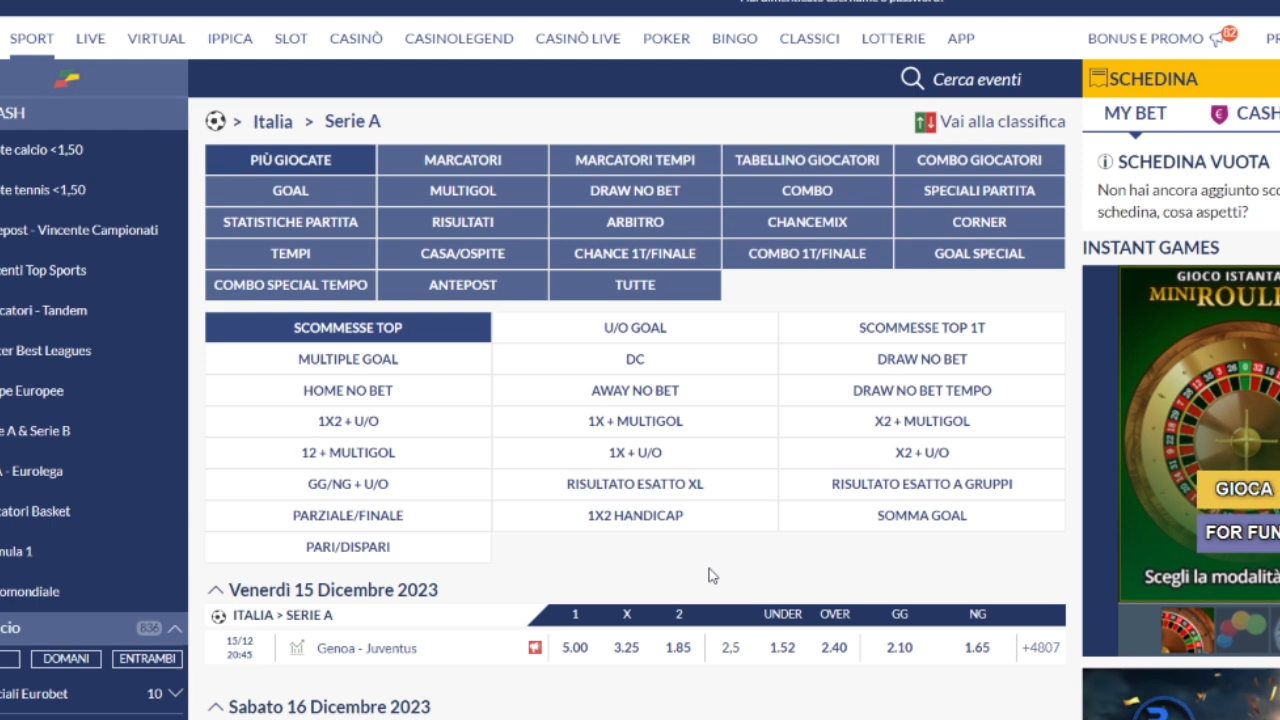 SPORT LIVE VIRTUAL IPPICA SLOT CASINÒ CASINOLEGEND CASINÒ LIVE POKER BINGO CLASSICI LOTTERIE APP BONUS E PROMO 82
Cerca eventi
SCHEDINA
MY BET
> Italia > Serie A
Vai alla classifica
PIÙ GIOCATE MARCATORI MARCATORI TEMPI TABELLINO GIOCATORI COMBO GIOCATORI
GOAL MULTIGOL DRAW NO BET COMBO SPECIALI PARTITA
STATISTICHE PARTITA RISULTATI ARBITRO CHANCEMIX CORNER
TEMPI CASA/OSPITE CHANCE 1T/FINALE COMBO 1T/FINALE GOAL SPECIAL
COMBO SPECIAL TEMPO ANTEPOST TUTTE
SCOMMESSE TOP U/O GOAL SCOMMESSE TOP 1T
MULTIPLE GOAL DC DRAW NO BET
HOME NO BET AWAY NO BET DRAW NO BET TEMPO
1X2 + U/O 1X + MULTIGOL X2 + MULTIGOL
12 + MULTIGOL 1X + U/O X2 + U/O
GG/NG + U/O RISULTATO ESATTO XL RISULTATO ESATTO A GRUPPI
PARZIALE/FINALE 1X2 HANDICAP SOMMA GOAL
PARI/DISPARI
Venerdì 15 Dicembre 2023
ITALIA > SERIE A 1 X 2 UNDER OVER GG NG
15/12
20:45
Genoa - Juventus 5.00 3.25 1.85 2,5 1.52 2.40 2.10 1.65 +4807
Sabato 16 Dicembre 2023
calcio <1,50
tennis <1,50
- Vincente Campionati
Top Sports
- Tandem
Best Leagues
Europee
A & Serie B
- Eurolega
Basket
1
836
DOMANI ENTRAMBI
Eurobet 10
SCHEDINA VUOTA
Non hai ancora aggiunto
schedina, cosa aspetti?
INSTANT GAMES
GIOCO
MINI
GIOCA
FOR
Scegli la modalità